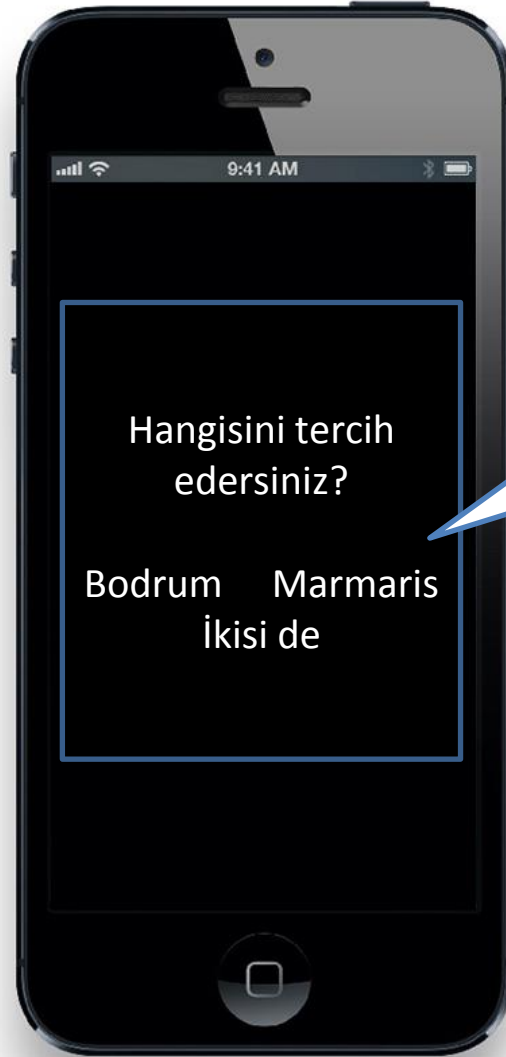 9:41 AM
Hangisini tercih
edersiniz?
Bodrum Marmaris
İkisi de